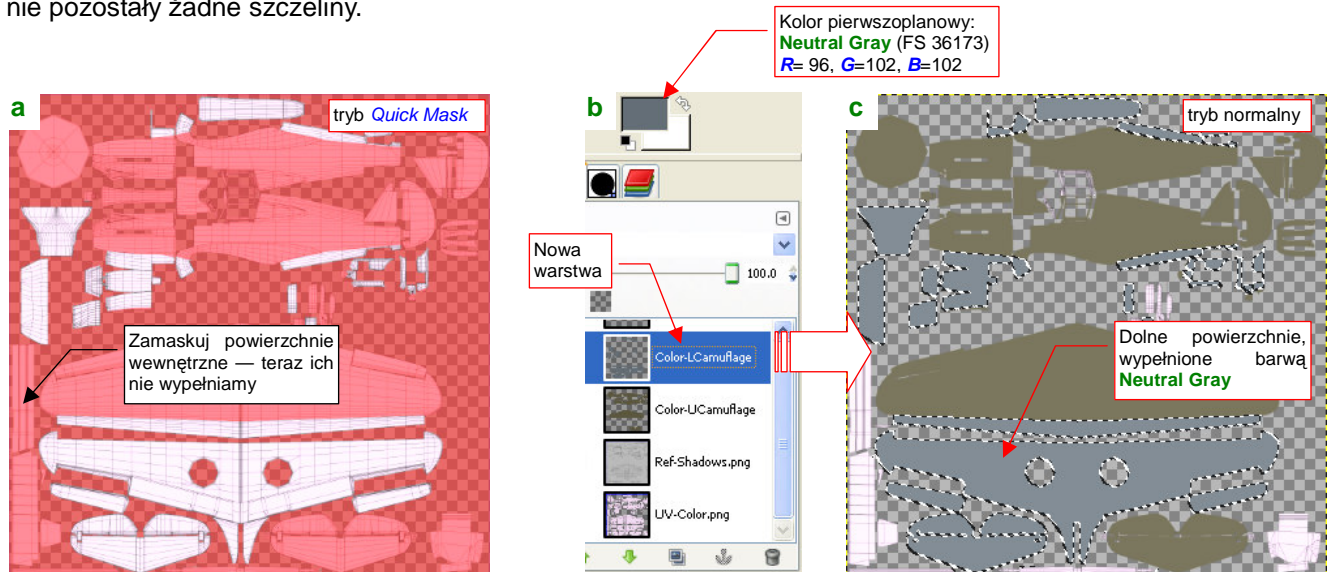 nie pozostały żadne szczeliny.
Kolor pierwszoplanowy:
Neutral Gray (FS 36173)
R= 96, G=102, B=102
a
tryb Quick Mask
b
c
tryb normalny
Nowa
warstwa
100.0
Zamaskuj powierzchnie
wewnętrzne — teraz ich
nie wypełniamy
Color-LCamuflage
Color-UCamuflage
Ref-Shadows.png
UV-Color.png
Dolne powierzchnie,
wypełnione barwą
Neutral Gray